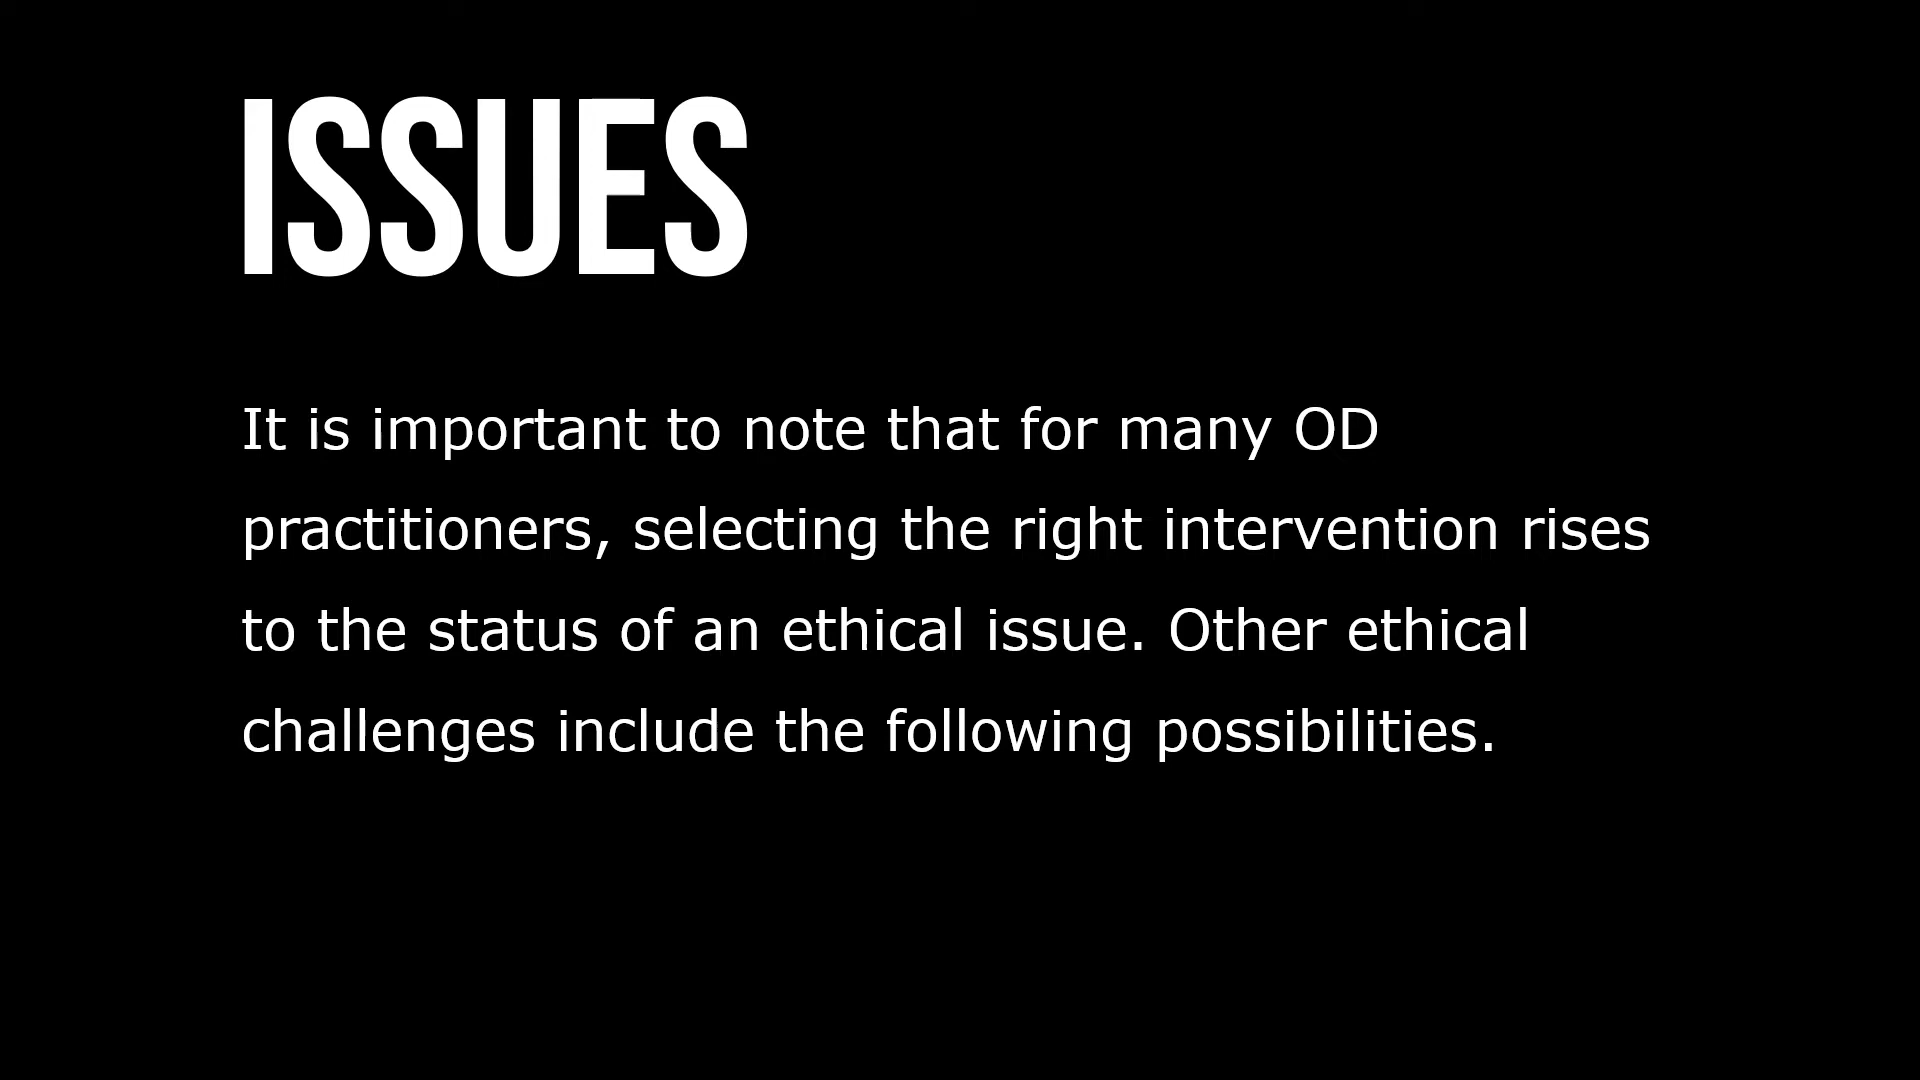 ISSUES
It is important to note that for many OD
practitioners, selecting the right intervention rises
to the status of an ethical issue. Other ethical
challenges include the following possibilities.